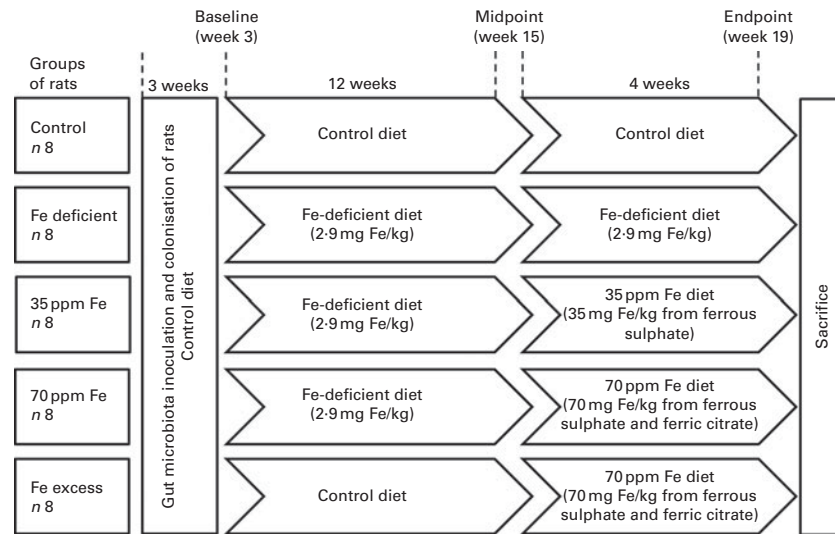 Baseline
(week 3)
Midpoint
(week 15)
Endpoint
(week 19)
Groups
of rats
3 weeks
12 weeks
4 weeks
Control
n 8
Gut microbiota inoculation and colonisation of rats
Control diet
Control diet
Control diet
Sacrifice
Fe deficient
n 8
Fe-deficient diet
(2·9 mg Fe/kg)
Fe-deficient diet
(2·9 mg Fe/kg)
35 ppm Fe
n 8
Fe-deficient diet
(2·9 mg Fe/kg)
35 ppm Fe diet
(35 mg Fe/kg from ferrous
sulphate)
70 ppm Fe
n 8
Fe-deficient diet
(2·9 mg Fe/kg)
70 ppm Fe diet
(70 mg Fe/kg from ferrous
sulphate and ferric citrate)
Fe excess
n 8
Control diet
70 ppm Fe diet
(70 mg Fe/kg from ferrous
sulphate and ferric citrate)